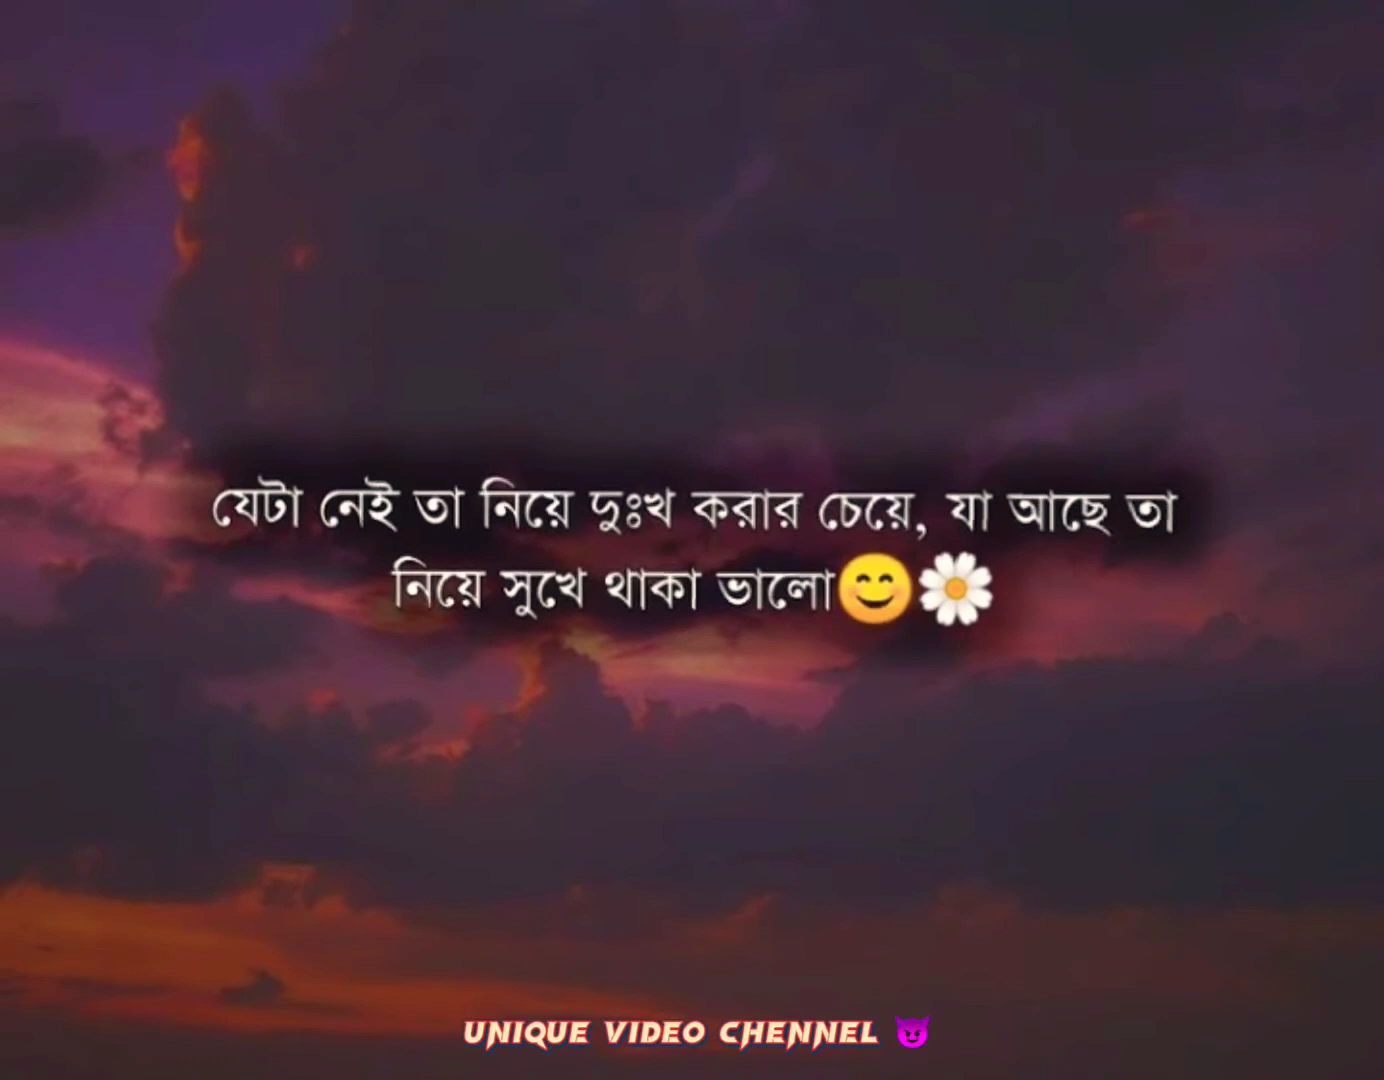 যেটা নেই তা নিয়ে দুঃখ করার চেয়ে, যা আছে তা
নিয়ে সুখে থাকা ভালো😊🌼
UNIQUE VIDEO CHENNEL 😈